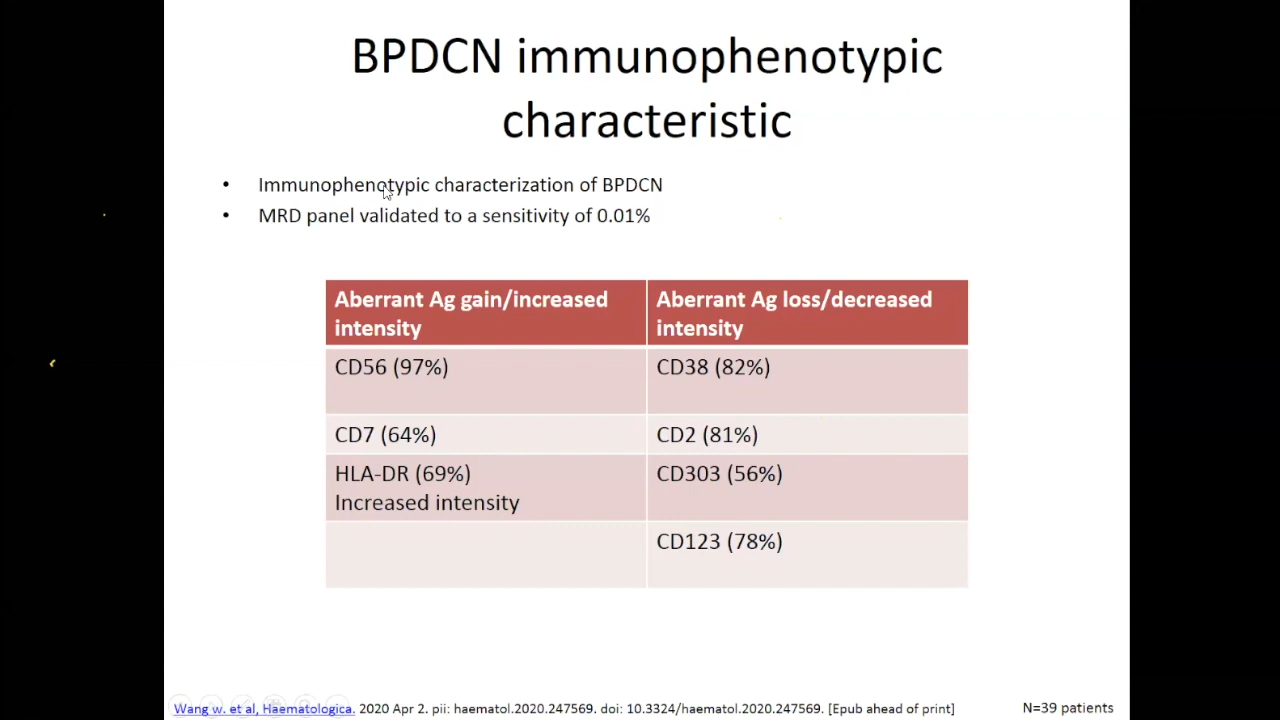 BPDCN immunophenotypic
characteristic
• Immunophenotypic characterization of BPDCN
• MRD panel validated to a sensitivity of 0.01%
Aberrant Ag gain/increased intensity
Aberrant Ag loss/decreased intensity
CD56 (97%)
CD38 (82%)
CD7 (64%)
CD2 (81%)
HLA-DR (69%)
Increased intensity
CD303 (56%)
CD123 (78%)
Wang w. et al, Haematologica. 2020 Apr 2. pii: haematol.2020.247569. doi: 10.3324/haematol.2020.247569. [Epub ahead of print]
N=39 patients